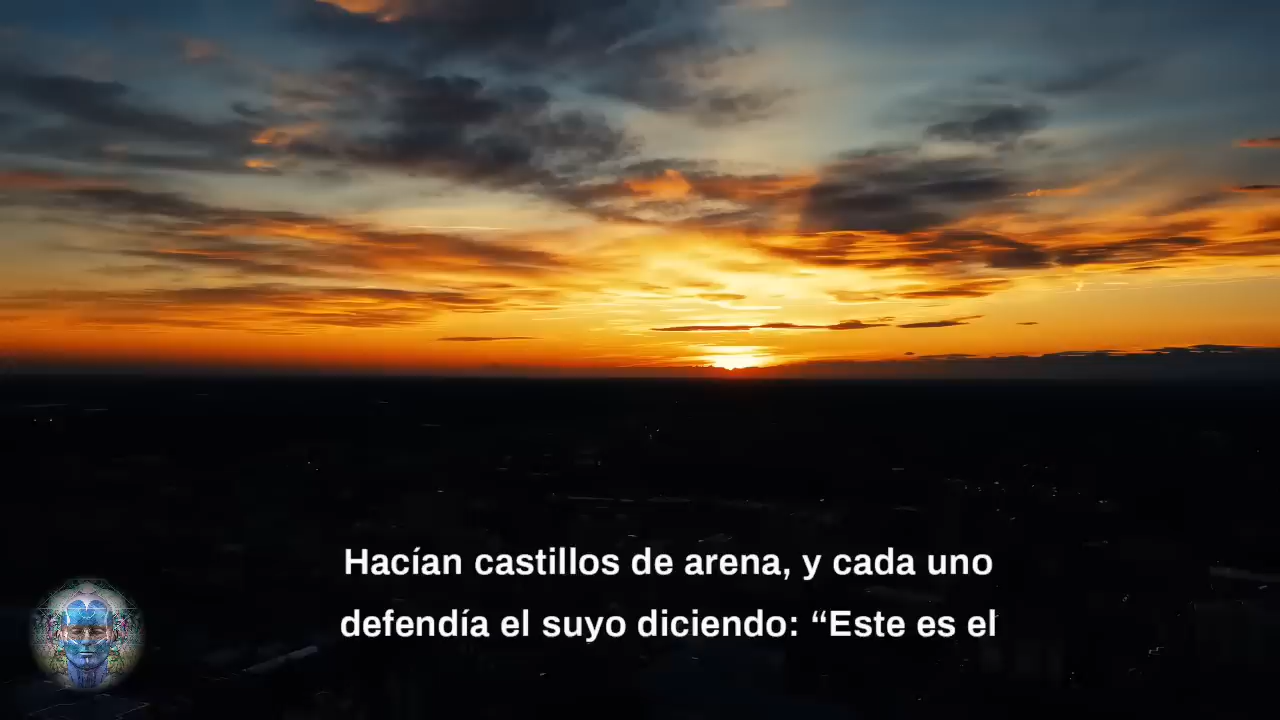 Hacían castillos de arena, y cada uno
defendía el suyo diciendo: “Este es el